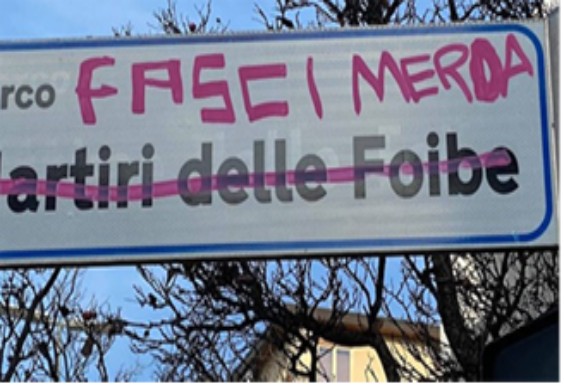 rco FASCI MERDA
artiri delle Foibe